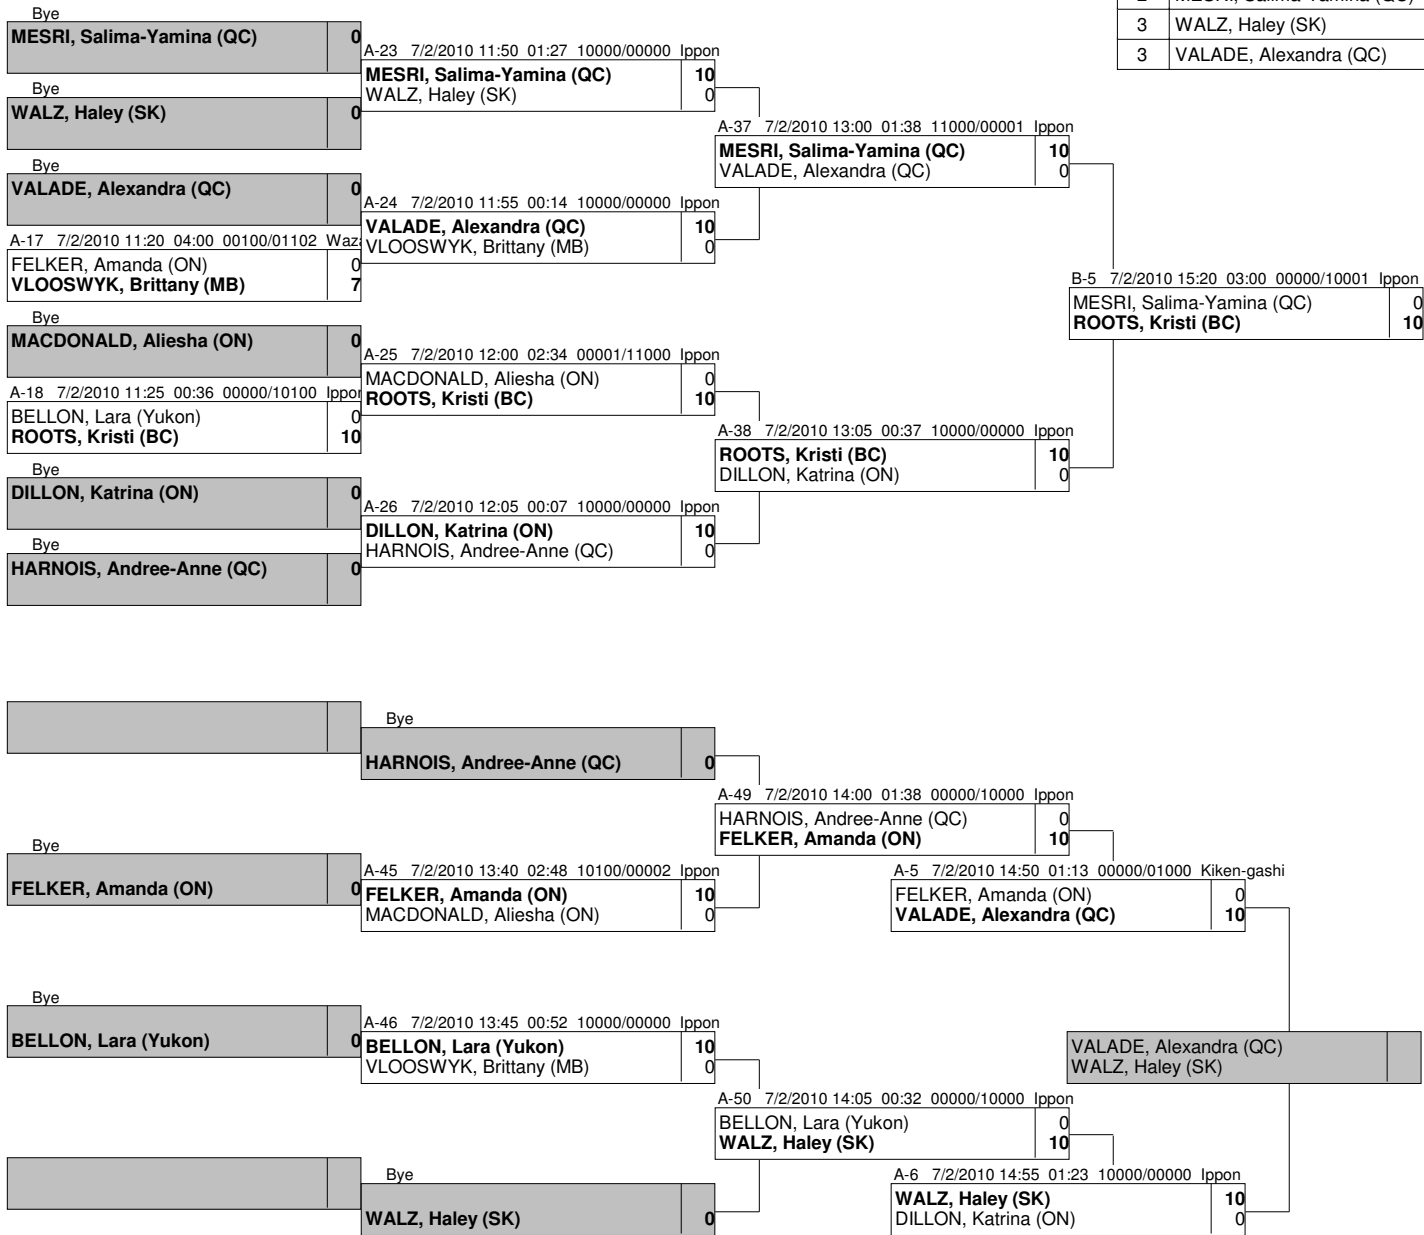 Bye
MESRI, Salima-Yamina (QC) 0
Bye
WALZ, Haley (SK) 0
Bye
VALADE, Alexandra (QC) 0
A-17 7/2/2010 11:20 04:00 00100/01102
FELKER, Amanda (ON) 0
VLOOSWYK, Brittany (MB) 7
Bye
MACDONALD, Aliesha (ON) 0
A-18 7/2/2010 11:25 00:36 00000/10100 Ippon
BELLON, Lara (Yukon) 0
ROOTS, Kristi (BC) 10
Bye
DILLON, Katrina (ON) 0
Bye
HARNOIS, Andree-Anne (QC) 0
A-23 7/2/2010 11:50 01:27 10000/00000 Ippon
MESRI, Salima-Yamina (QC) 10
WALZ, Haley (SK) 0
A-24 7/2/2010 11:55 00:14 10000/00000 Ippon
VALADE, Alexandra (QC) 10
VLOOSWYK, Brittany (MB) 0
A-25 7/2/2010 12:00 02:34 00001/11000 Ippon
MACDONALD, Aliesha (ON) 0
ROOTS, Kristi (BC) 10
A-26 7/2/2010 12:05 00:07 10000/00000 Ippon
DILLON, Katrina (ON) 10
HARNOIS, Andree-Anne (QC) 0
A-37 7/2/2010 13:00 01:38 11000/00001 Ippon
MESRI, Salima-Yamina (QC) 10
VALADE, Alexandra (QC) 0
A-38 7/2/2010 13:05 00:37 10000/00000 Ippon
ROOTS, Kristi (BC) 10
DILLON, Katrina (ON) 0
B-5 7/2/2010 15:20 03:00 00000/10001 Ippon
MESRI, Salima-Yamina (QC) 0
ROOTS, Kristi (BC) 10
2 MESRI, Salima-Yamina (QC)
3 WALZ, Haley (SK)
3 VALADE, Alexandra (QC)
Bye
FELKER, Amanda (ON) 0
Bye
BELLON, Lara (Yukon) 0
Bye
HARNOIS, Andree-Anne (QC) 0
A-45 7/2/2010 13:40 02:48 10100/00002 Ippon
FELKER, Amanda (ON) 10
MACDONALD, Aliesha (ON) 0
A-46 7/2/2010 13:45 00:52 10000/00000 Ippon
BELLON, Lara (Yukon) 10
VLOOSWYK, Brittany (MB) 0
Bye
WALZ, Haley (SK) 0
A-49 7/2/2010 14:00 01:38 00000/10000 Ippon
HARNOIS, Andree-Anne (QC) 0
FELKER, Amanda (ON) 10
A-50 7/2/2010 14:05 00:32 00000/10000 Ippon
BELLON, Lara (Yukon) 0
WALZ, Haley (SK) 10
A-5 7/2/2010 14:50 01:13 00000/01000 Kiken-gashi
FELKER, Amanda (ON) 0
VALADE, Alexandra (QC) 10
A-6 7/2/2010 14:55 01:23 10000/00000 Ippon
WALZ, Haley (SK) 10
DILLON, Katrina (ON) 0
VALADE, Alexandra (QC)
WALZ, Haley (SK)